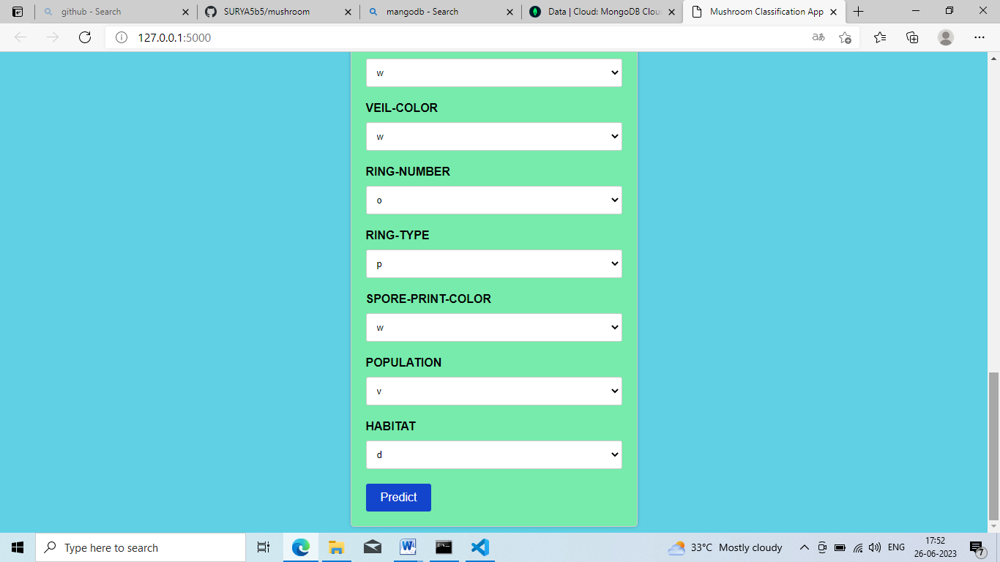 github - Search
SURYA5b5/mushroom
mangodb - Search
Data | Cloud: MongoDB Clou
Mushroom Classification App
127.0.0.1:5000
w
VEIL-COLOR
w
RING-NUMBER
o
RING-TYPE
p
SPORE-PRINT-COLOR
w
POPULATION
v
HABITAT
d
Predict
Type here to search
33°C Mostly cloudy
ENG
17:52
26-06-2023
7